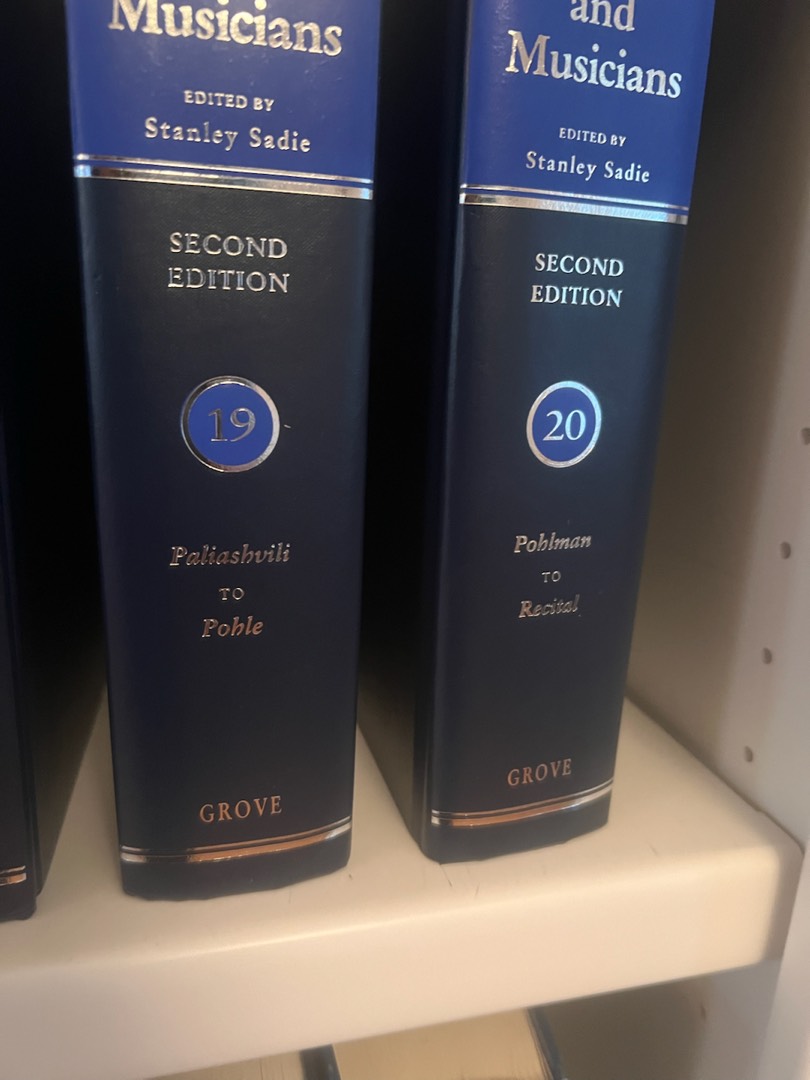 Musicians
EDITED BY
Stanley Sadie
SECOND
EDITION
19
Paliashvili
TO
Pohle
GROVE
and
Musicians
EDITED BY
Stanley Sadie
SECOND
EDITION
20
Pohlman
TO
Recital
GROVE